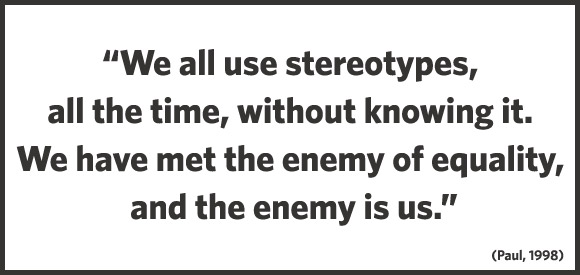 “We all use stereotypes,
all the time, without knowing it.
We have met the enemy of equality,
and the enemy is us.”
(Paul, 1998)